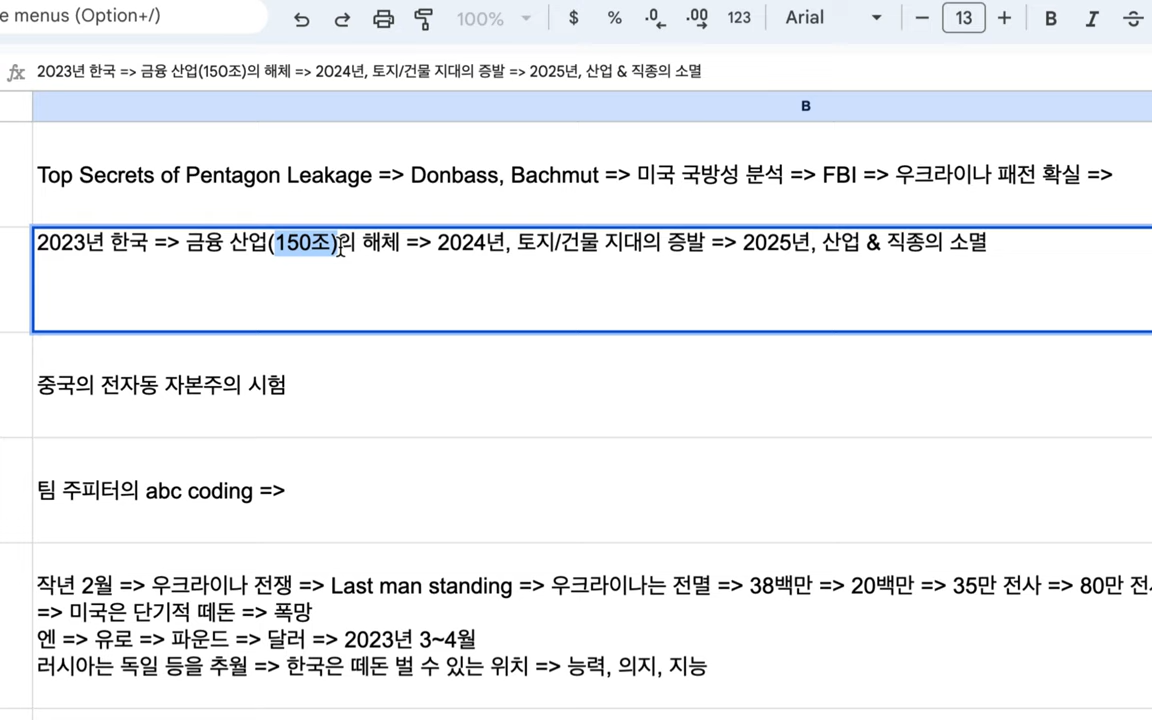 e menus (Option+/)
100%
$ % .0 .00 123 Arial 13 B I S
fx 2023년 한국 => 금융 산업(150조)의 해체 => 2024년, 토지/건물 지대의 증발 => 2025년, 산업 & 직종의 소멸
B
Top Secrets of Pentagon Leakage => Donbass, Bachmut => 미국 국방성 분석 => FBI => 우크라이나 패전 확실 =>
2023년 한국 => 금융 산업(150조)의 해체 => 2024년, 토지/건물 지대의 증발 => 2025년, 산업 & 직종의 소멸
중국의 전자동 자본주의 시험
팀 주피터의 abc coding =>
작년 2월 => 우크라이나 전쟁 => Last man standing => 우크라이나는 전멸 => 38백만 => 20백만 => 35만 전사 => 80만 전
=> 미국은 단기적 떼돈 => 폭망
엔 => 유로 => 파운드 => 달러 => 2023년 3~4월
러시아는 독일 등을 추월 => 한국은 떼돈 벌 수 있는 위치 => 능력, 의지, 지능